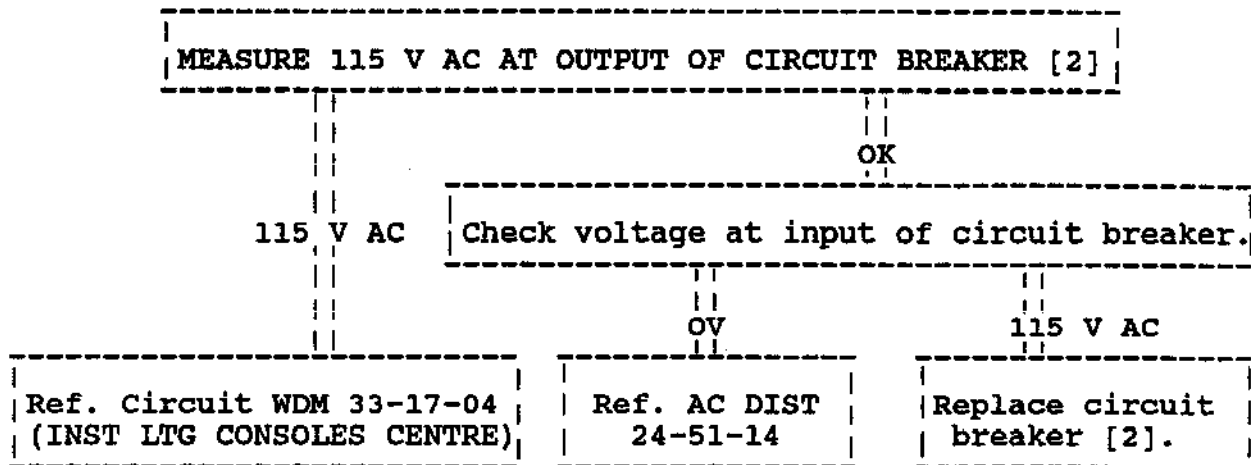 MEASURE 115 V AC AT OUTPUT OF CIRCUIT BREAKER [2]
OK
115 V AC
Check voltage at input of circuit breaker.
OV
115 V AC
Ref. Circuit WDM 33-17-04
(INST LTG CONSOLES CENTRE)
Ref. AC DIST
24-51-14
Replace circuit
breaker [2].